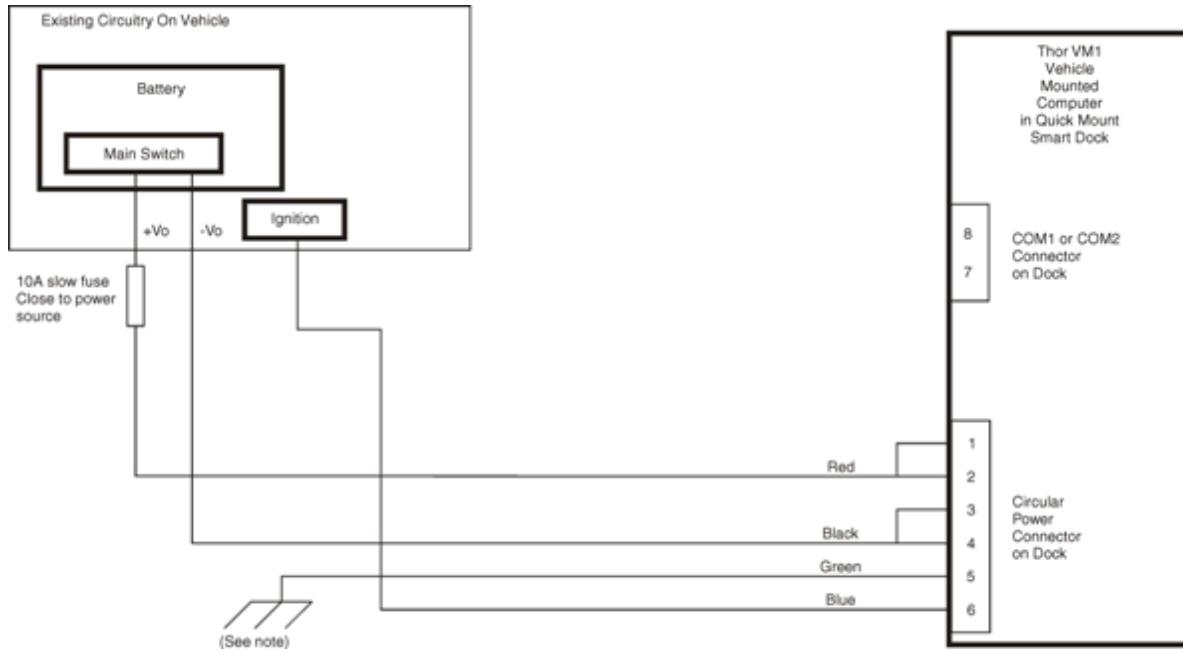 Existing Circuitry On Vehicle
Battery
Main Switch
+Vo
-Vo
Ignition
10A slow fuse
Close to power
source
Thor VM1
Vehicle
Mounted
Computer
in Quick Mount
Smart Dock
8
7
COM1 or COM2
Connector
on Dock
Red
Black
Green
Blue
1
2
3
4
5
6
Circular
Power
Connector
on Dock
(See note)